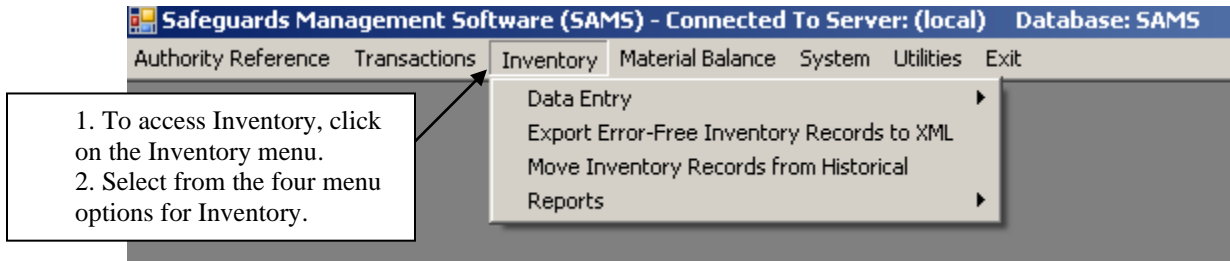 Safeguards Management Software (SAMS) - Connected To Server: (local) Database: SAMS
Authority Reference Transactions Inventory Material Balance System Utilities Exit
1. To access Inventory, click
on the Inventory menu.
2. Select from the four menu
options for Inventory.
Data Entry
Export Error-Free Inventory Records to XML
Move Inventory Records from Historical
Reports